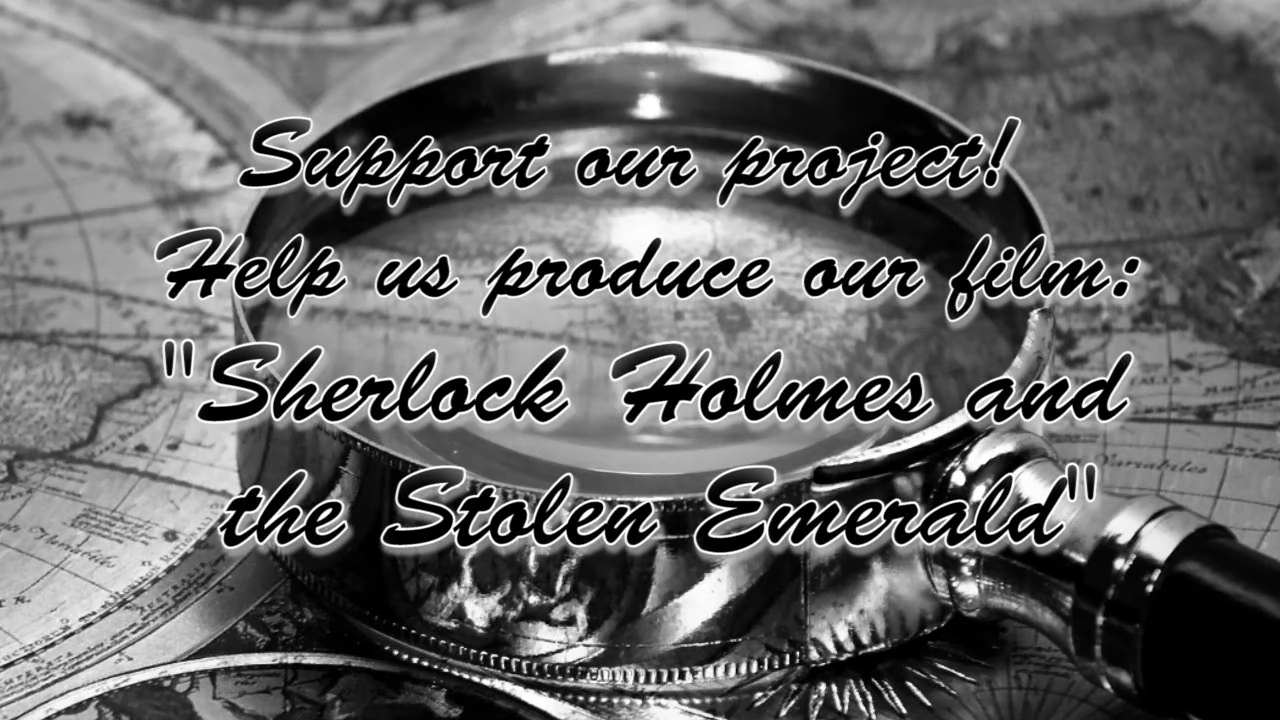 Support our project!
Help us produce our film:
"Sherlock Holmes and
the Stolen Emerald"